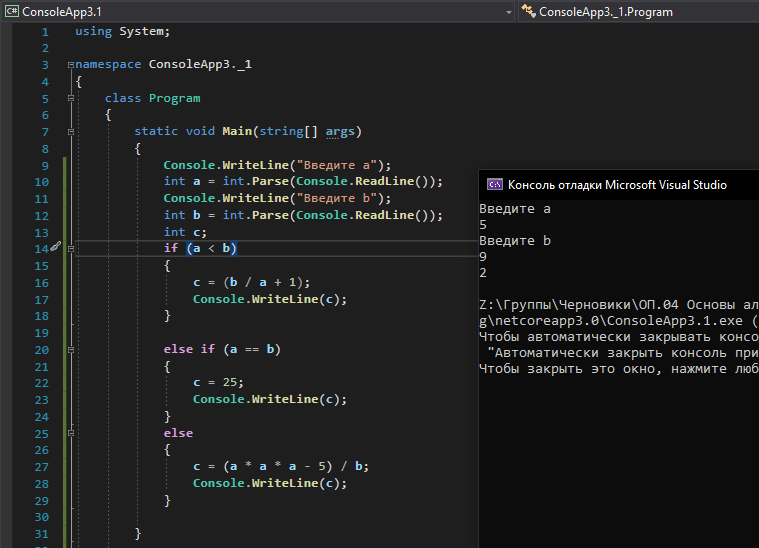 ConsoleApp3.1
ConsoleApp3._1.Program
1 using System;
2
3 namespace ConsoleApp3._1
4 {
5 class Program
6 {
7 static void Main(string[] args)
8 {
9 Console.WriteLine("Введите a");
10 int a = int.Parse(Console.ReadLine());
11 Console.WriteLine("Введите b");
12 int b = int.Parse(Console.ReadLine());
13 int c;
14 if (a < b)
15 {
16 c = (b / a + 1);
17 Console.WriteLine(c);
18 }
19
20 else if (a == b)
21 {
22 c = 25;
23 Console.WriteLine(c);
24 }
25 else
26 {
27 c = (a * a * a - 5) / b;
28 Console.WriteLine(c);
29 }
30
31 }
Консоль отладки Microsoft Visual Studio
Введите a
5
Введите b
9
2
Z:\Группы\Черновики\ОП.04 Основы ал
g\netcoreapp3.0\ConsoleApp3.1.exe (
Чтобы автоматически закрывать консо
"Автоматически закрыть консоль при
Чтобы закрыть это окно, нажмите люб